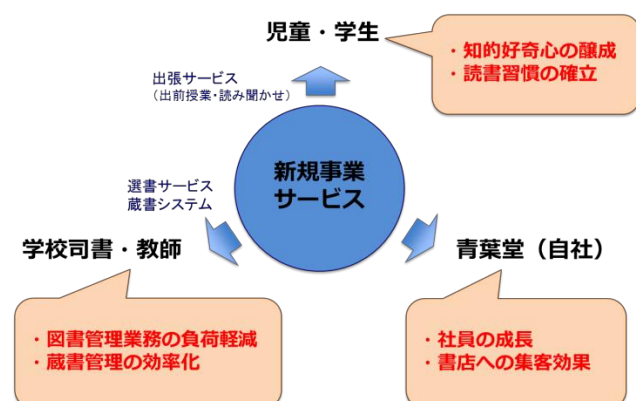 児童・学生
・知的好奇心の醸成
・読書習慣の確立
出張サービス
（出前授業・読み聞かせ）
新規事業
サービス
選書サービス
蔵書システム
学校司書・教師
青葉堂（自社）
・図書管理業務の負荷軽減
・蔵書管理の効率化
・社員の成長
・書店への集客効果